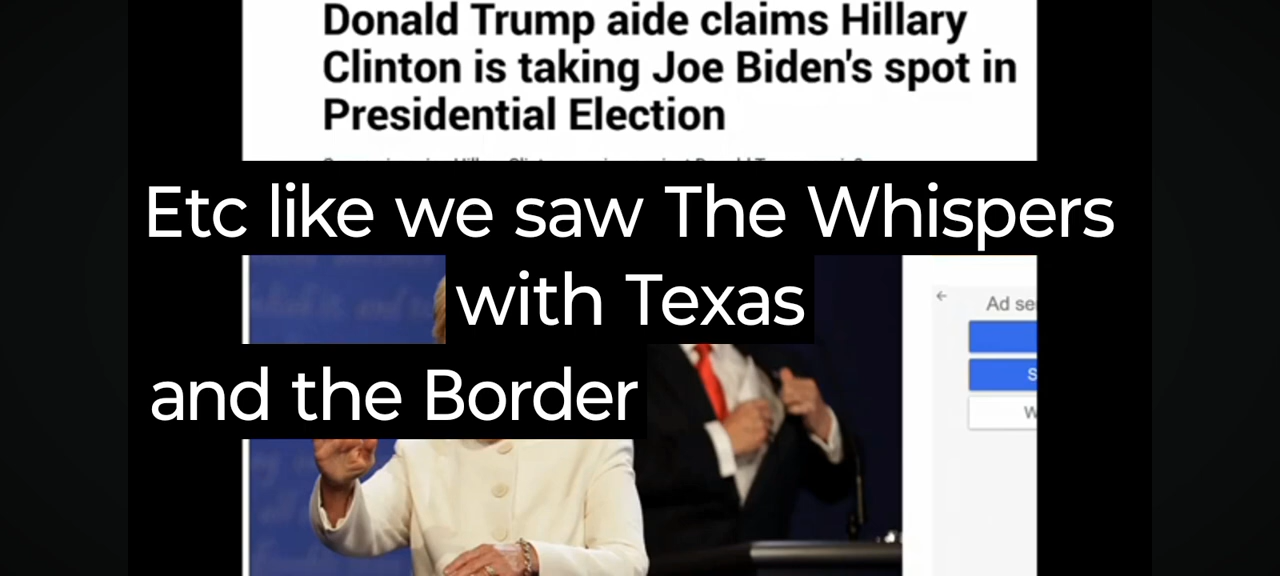 Donald Trump aide claims Hillary
Clinton is taking Joe Biden's spot in
Presidential Election
Etc like we saw The Whispers
with Texas
and the Border
Ad